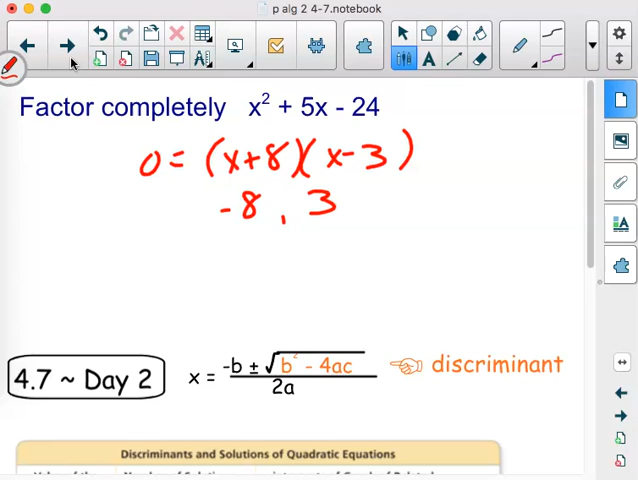 p alg 2 4-7.notebook
Factor completely x² + 5x - 24
0 = (x+8)(x-3)
-8 , 3
4.7 ~ Day 2
x = -b ± √b² - 4ac / 2a
discriminant
Discriminants and Solutions of Quadratic Equations